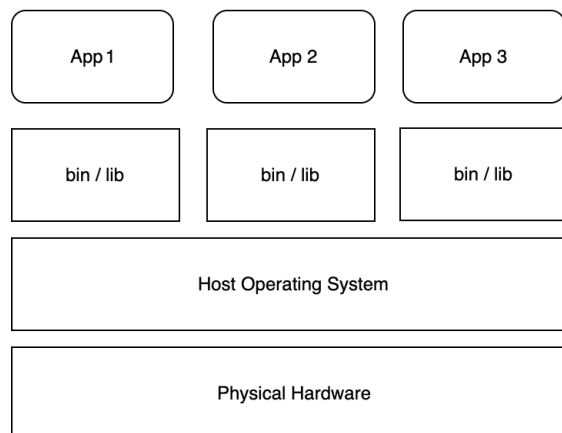 App 1
App 2
App 3
bin / lib
bin / lib
bin / lib
Host Operating System
Physical Hardware